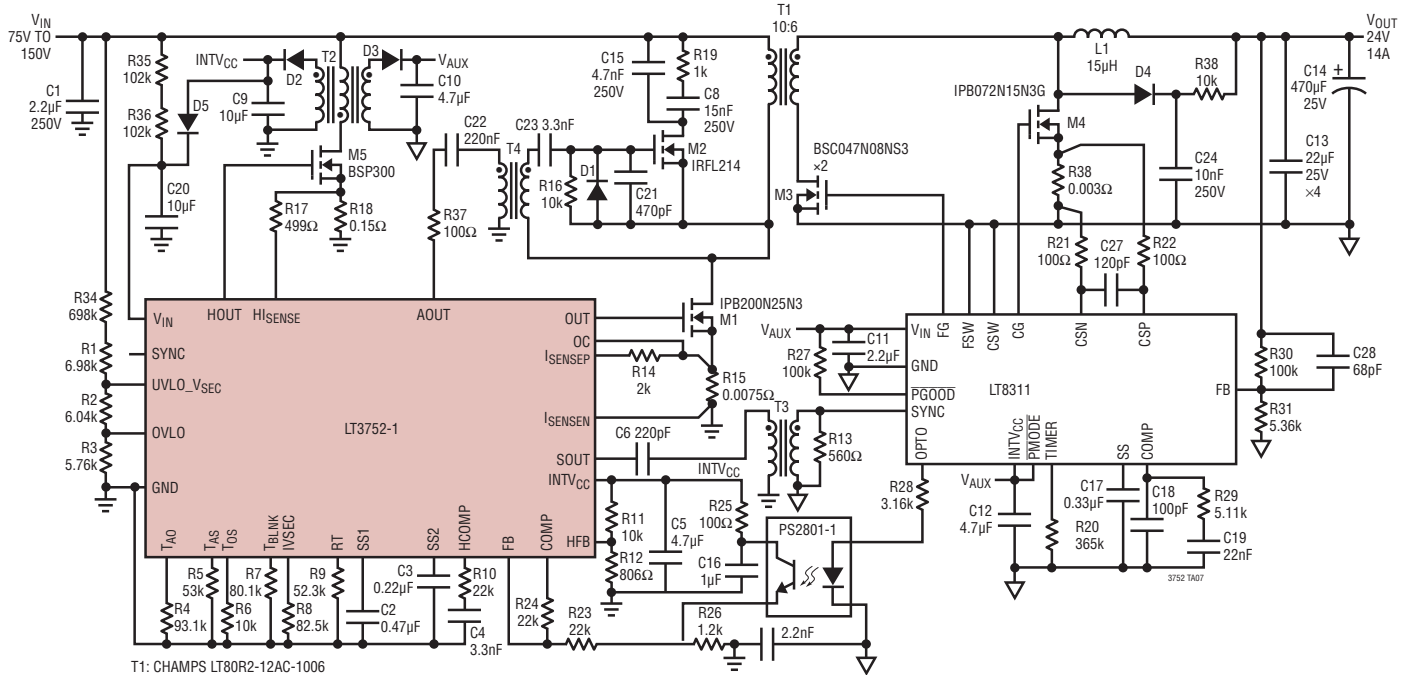 VIN
75V TO
150V
C1
2.2µF
250V
R35
102k
R36
102k
INTVCC
D2
T2
D3
VAUX
C10
4.7µF
C9
10µF
D5
C20
10µF
M5
BSP300
R17
499Ω
R18
0.15Ω
C22
220nF
R37
100Ω
T4
C23 3.3nF
R16
10k
D1
C21
470pF
C15
4.7nF
250V
R19
1k
C8
15nF
250V
M2
IRFL214
T1
10:6
BSC047N08NS3
×2
M3
L1
15µH
IPB072N15N3G
M4
D4
R38
10k
R38
0.003Ω
C24
10nF
250V
C13
22µF
25V
×4
+
C14
470µF
25V
VOUT
24V
14A
R21
100Ω
C27
120pF
R22
100Ω
R34
698k
R1
6.98k
R2
6.04k
R3
5.76k
VIN
SYNC
UVLO_VSEC
OVLO
GND
HOUT
HISENSE
AOUT
LT3752-1
OUT
OC
ISENSEP
ISENSEN
SOUT
INTVCC
HFB
TAO
TAS
TOS
TBLNK
IVSEC
RT
SS1
SS2
HCOMP
FB
COMP
IPB200N25N3
M1
R14
2k
R15
0.0075Ω
C6 220pF
T3
R13
560Ω
INTVCC
R11
10k
R12
806Ω
C5
4.7µF
R25
100Ω
C16
1µF
PS2801-1
R28
3.16k
VAUX
R27
100k
C11
2.2µF
VIN
GND
PGOOD
SYNC
OPTO
FG
FSW
CSW
CG
CSN
CSP
LT8311
FB
INTVCC
PMODE
TIMER
SS
COMP
R30
100k
C28
68pF
R31
5.36k
VAUX
C12
4.7µF
R20
365k
C17
0.33µF
C18
100pF
R29
5.11k
C19
22nF
3752 TA07
R4
93.1k
R5
53k
R6
10k
R7
80.1k
R8
82.5k
R9
52.3k
C2
0.47µF
C3
0.22µF
R10
22k
C4
3.3nF
R24
22k
R23
22k
R26
1.2k
2.2nF
T1: CHAMPS LT80R2-12AC-1006